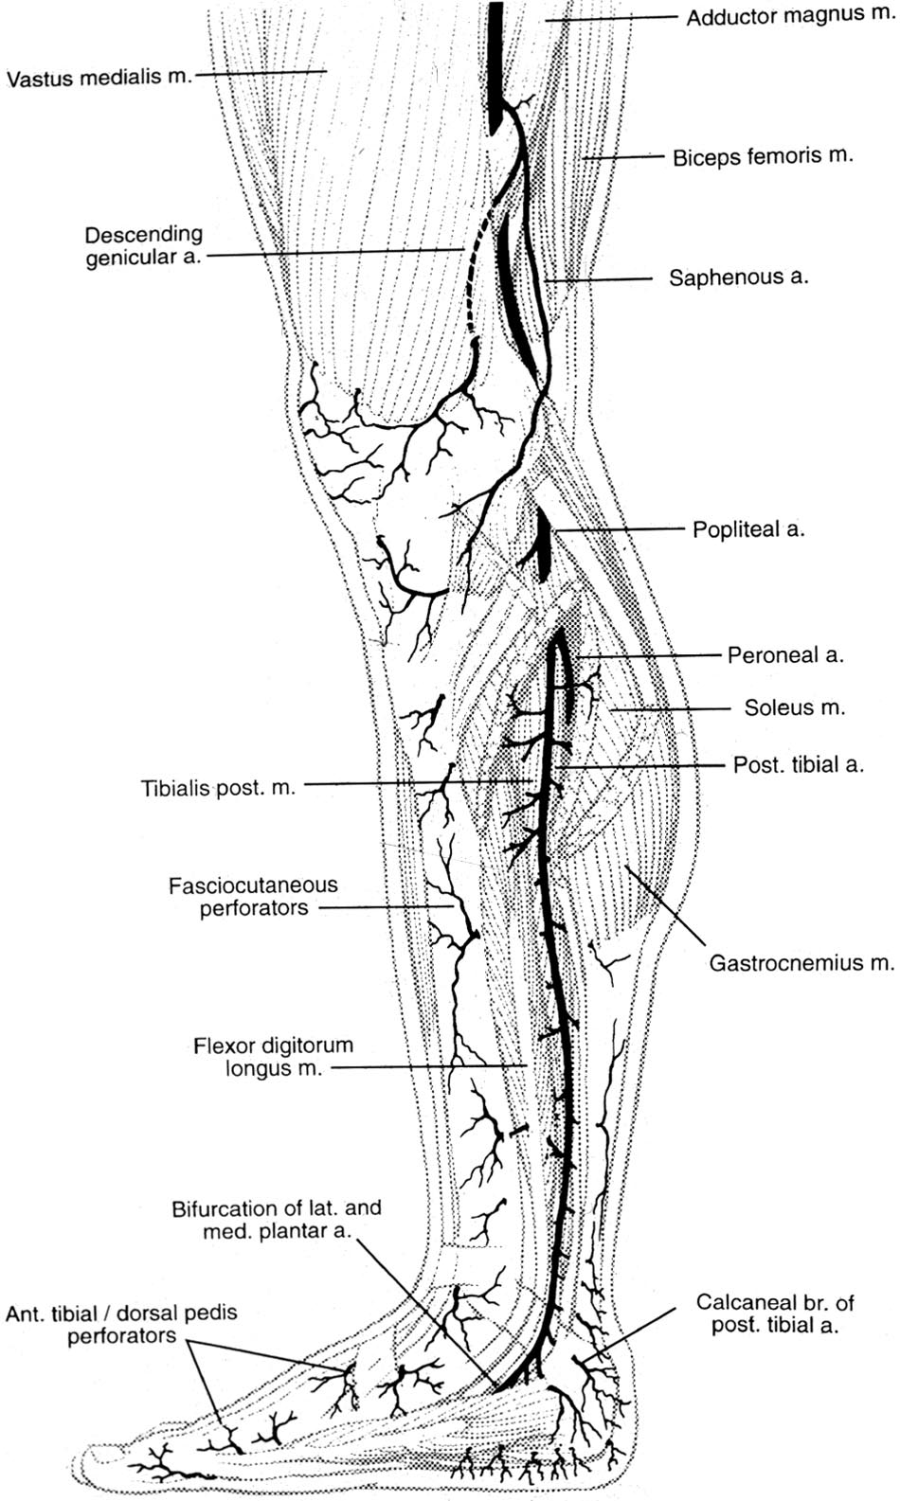 Adductor magnus m.
Vastus medialis m.
Biceps femoris m.
Descending
genicular a.
Saphenous a.
Popliteal a.
Peroneal a.
Soleus m.
Post. tibial a.
Tibialis post. m.
Fasciocutaneous
perforators
Gastrocnemius m.
Flexor digitorum
longus m.
Bifurcation of lat. and
med. plantar a.
Calcaneal br. of
post. tibial a.
Ant. tibial / dorsal pedis
perforators